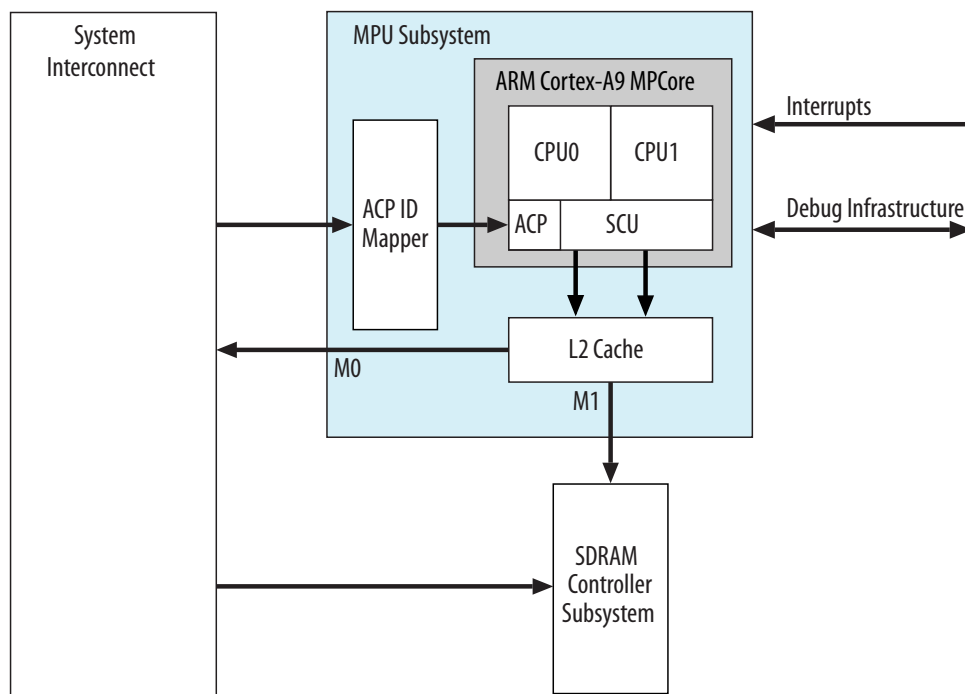 System
Interconnect
MPU Subsystem
ARM Cortex-A9 MPCore
CPU0
CPU1
ACP
SCU
ACP ID
Mapper
L2 Cache
M0
M1
Interrupts
Debug Infrastructure
SDRAM
Controller
Subsystem